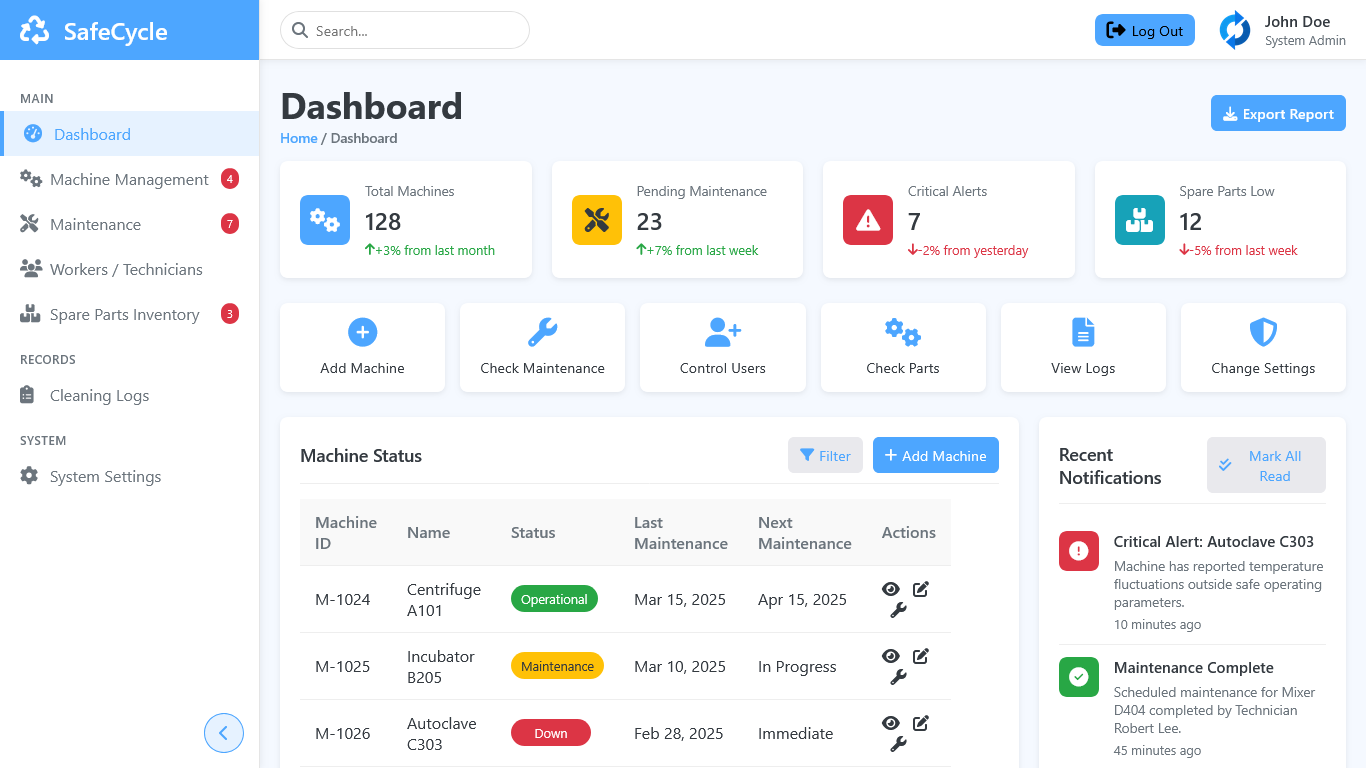 SafeCycle
Search...
Log Out
John Doe
System Admin
MAIN
Dashboard
Machine Management 4
Maintenance 7
Workers / Technicians
Spare Parts Inventory 3
RECORDS
Cleaning Logs
SYSTEM
System Settings
Dashboard
Home / Dashboard
Export Report
Total Machines
128
+3% from last month
Pending Maintenance
23
+7% from last week
Critical Alerts
7
-2% from yesterday
Spare Parts Low
12
-5% from last week
Add Machine
Check Maintenance
Control Users
Check Parts
View Logs
Change Settings
Machine Status
Filter
Add Machine
Machine ID Name Status Last Maintenance Next Maintenance Actions
M-1024 Centrifuge A101 Operational Mar 15, 2025 Apr 15, 2025
M-1025 Incubator B205 Maintenance Mar 10, 2025 In Progress
M-1026 Autoclave C303 Down Feb 28, 2025 Immediate
Recent
Notifications
Mark All
Read
Critical Alert: Autoclave C303
Machine has reported temperature
fluctuations outside safe operating
parameters.
10 minutes ago
Maintenance Complete
Scheduled maintenance for Mixer
D404 completed by Technician
Robert Lee.
45 minutes ago